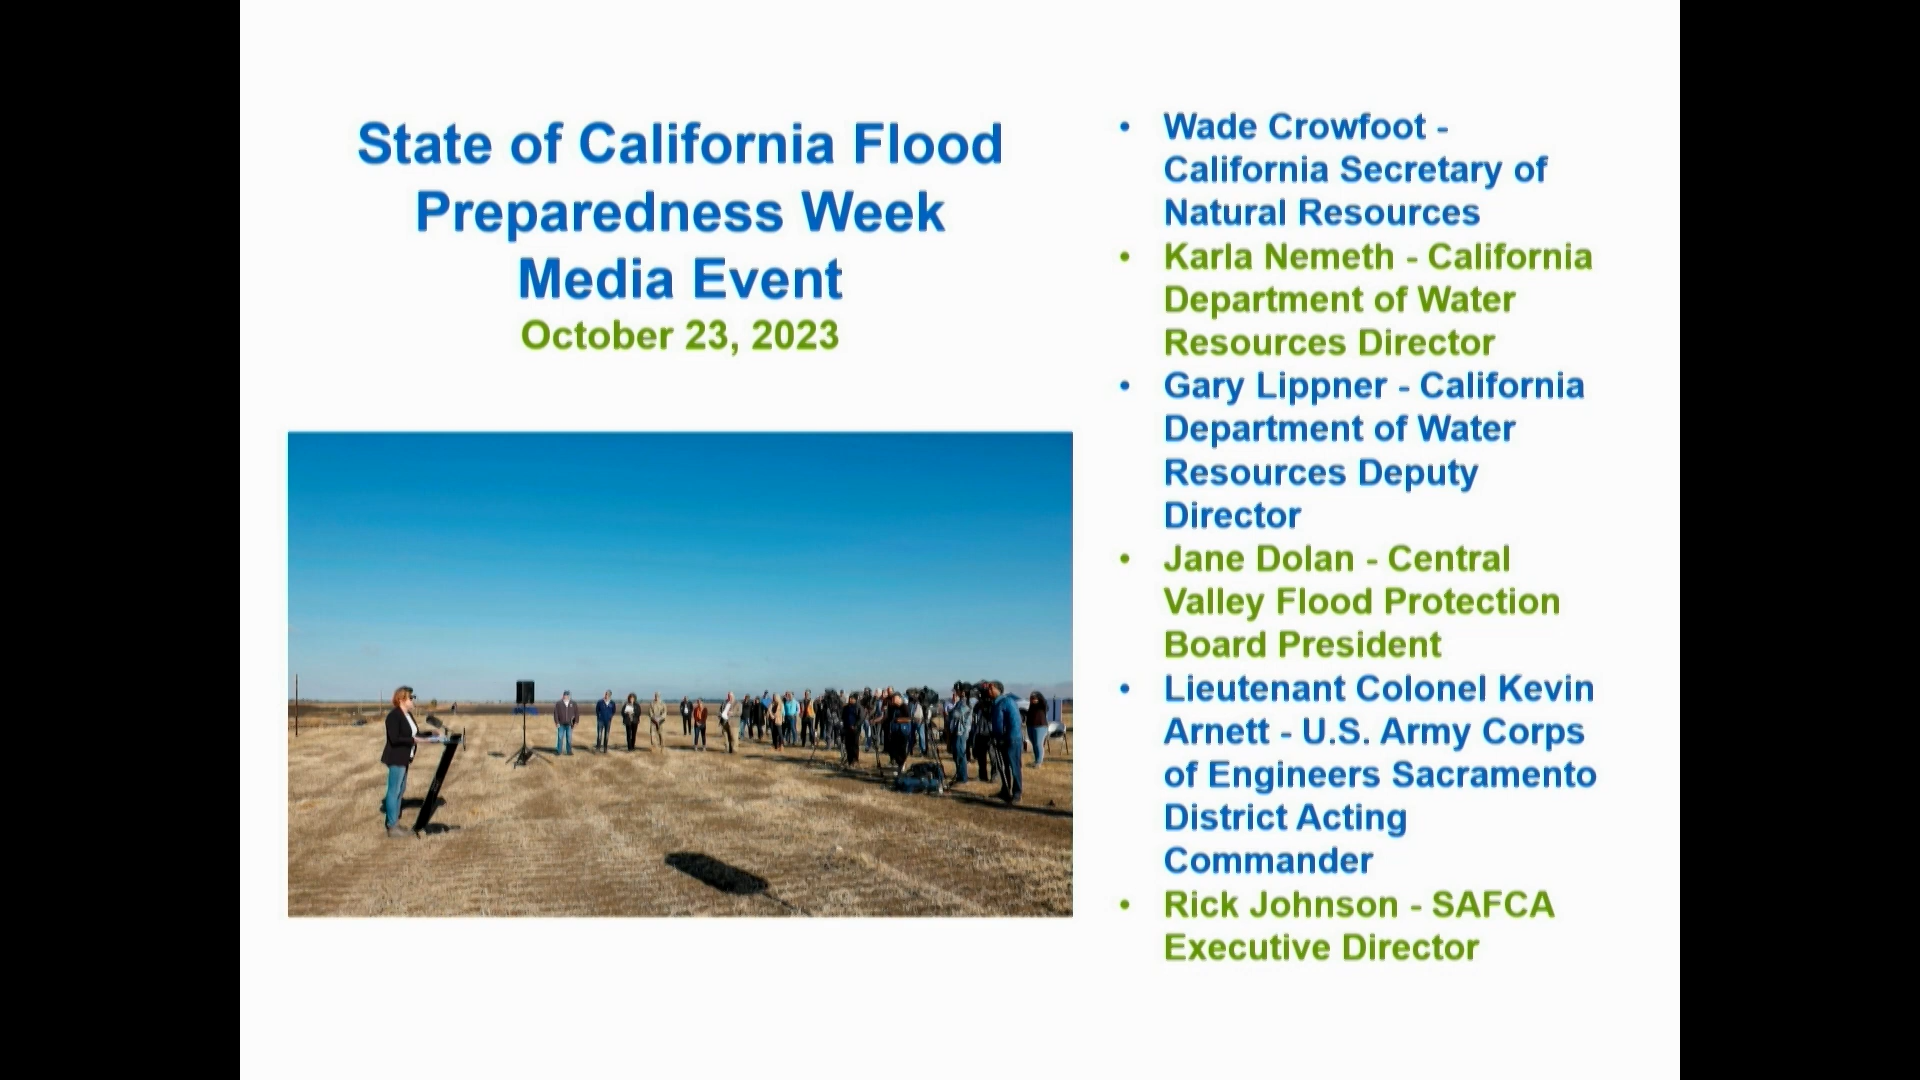 State of California Flood
Preparedness Week
Media Event
October 23, 2023
• Wade Crowfoot -
California Secretary of
Natural Resources
• Karla Nemeth - California
Department of Water
Resources Director
• Gary Lippner - California
Department of Water
Resources Deputy
Director
• Jane Dolan - Central
Valley Flood Protection
Board President
• Lieutenant Colonel Kevin
Arnett - U.S. Army Corps
of Engineers Sacramento
District Acting
Commander
• Rick Johnson - SAFCA
Executive Director